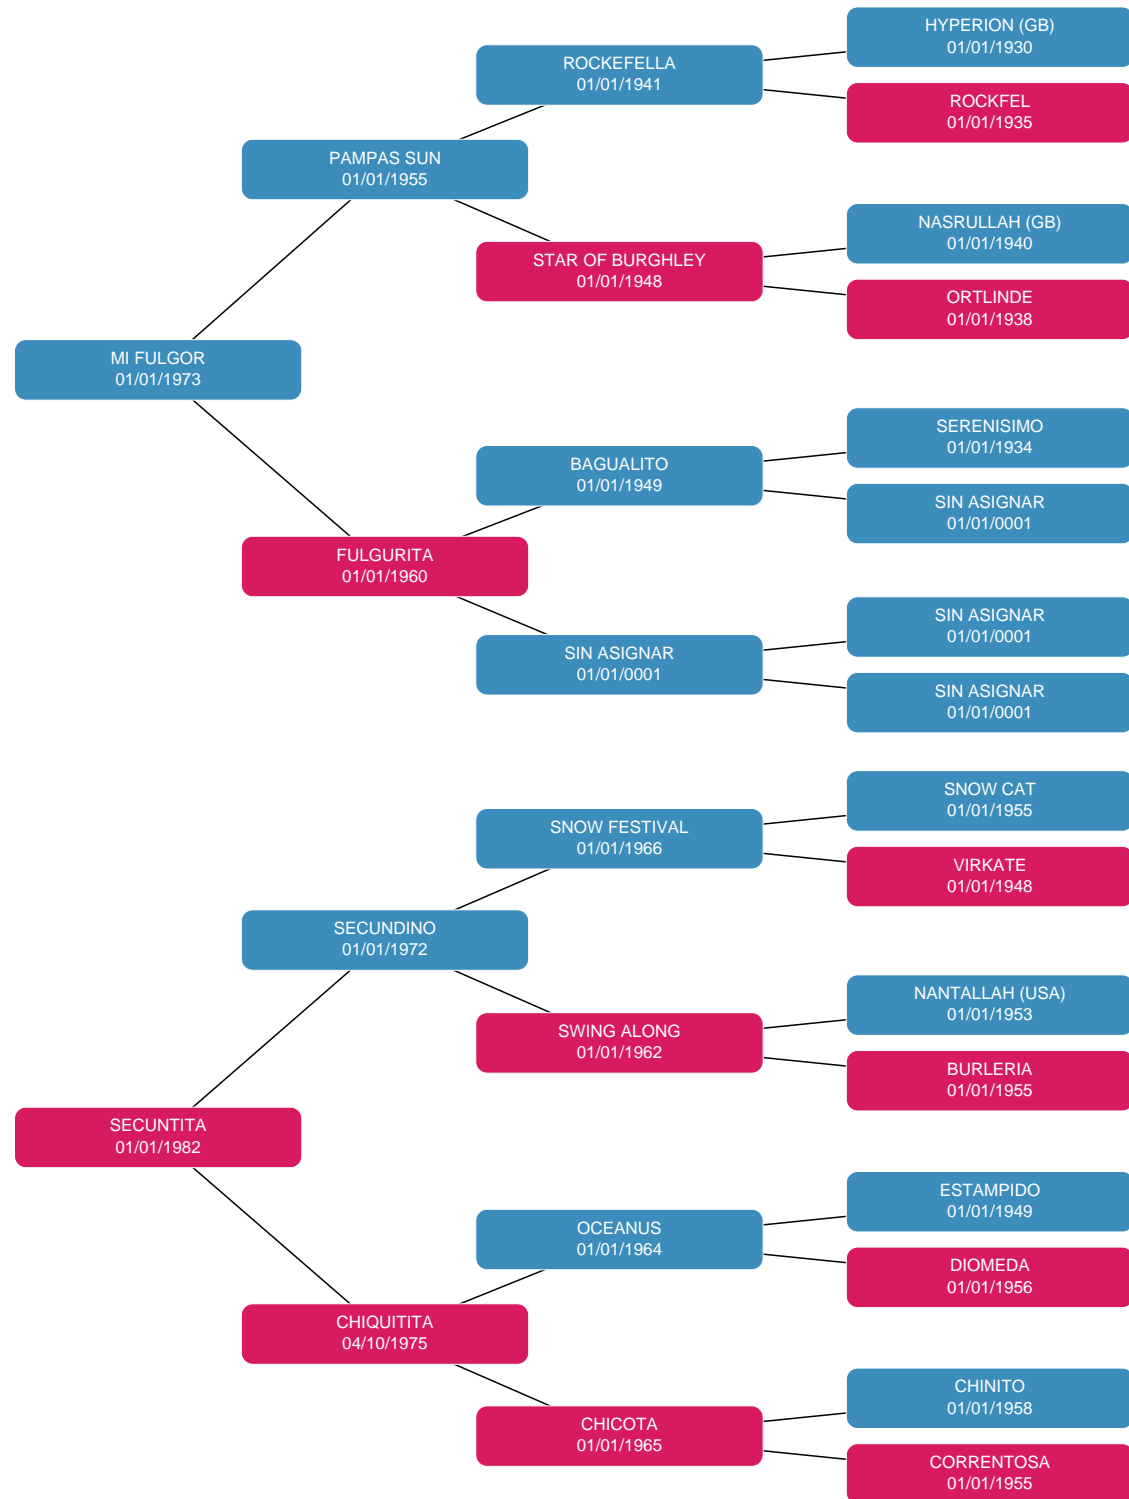 HYPERION (GB)
01/01/1930
ROCKEFELLA
01/01/1941
ROCKFEL
01/01/1935
PAMPAS SUN
01/01/1955
NASRULLAH (GB)
01/01/1940
STAR OF BURGHLEY
01/01/1948
ORTLINDE
01/01/1938
MI FULGOR
01/01/1973
SERENISIMO
01/01/1934
BAGUALITO
01/01/1949
SIN ASIGNAR
01/01/0001
FULGURITA
01/01/1960
SIN ASIGNAR
01/01/0001
SIN ASIGNAR
01/01/0001
SIN ASIGNAR
01/01/0001
SNOW CAT
01/01/1955
SNOW FESTIVAL
01/01/1966
VIRKATE
01/01/1948
SECUNDINO
01/01/1972
NANTALLAH (USA)
01/01/1953
SWING ALONG
01/01/1962
BURLERIA
01/01/1955
SECUNTITA
01/01/1982
ESTAMPIDO
01/01/1949
OCEANUS
01/01/1964
DIOMEDA
01/01/1956
CHIQUITITA
04/10/1975
CHINITO
01/01/1958
CHICOTA
01/01/1965
CORRENTOSA
01/01/1955